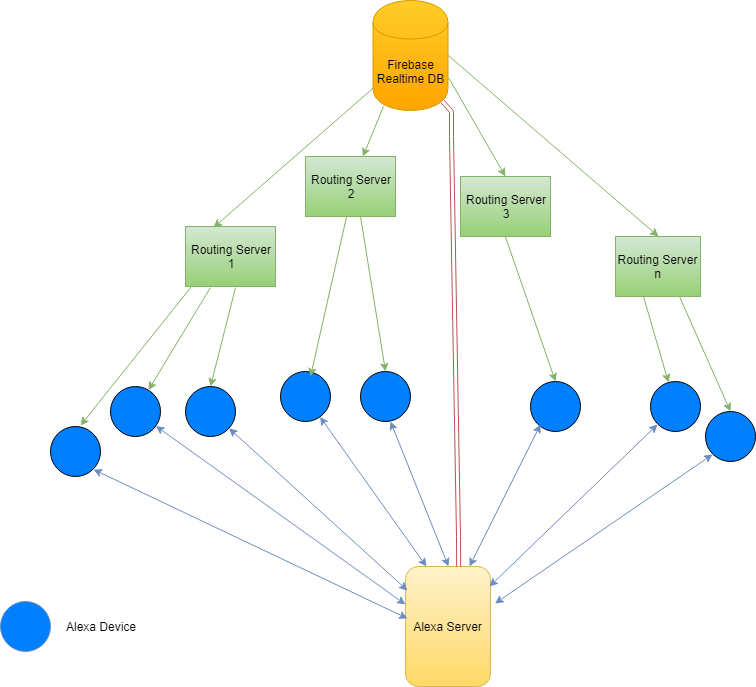 Firebase
Realtime DB
Routing Server
2
Routing Server
3
Routing Server
1
Routing Server
n
Alexa Server
Alexa Device